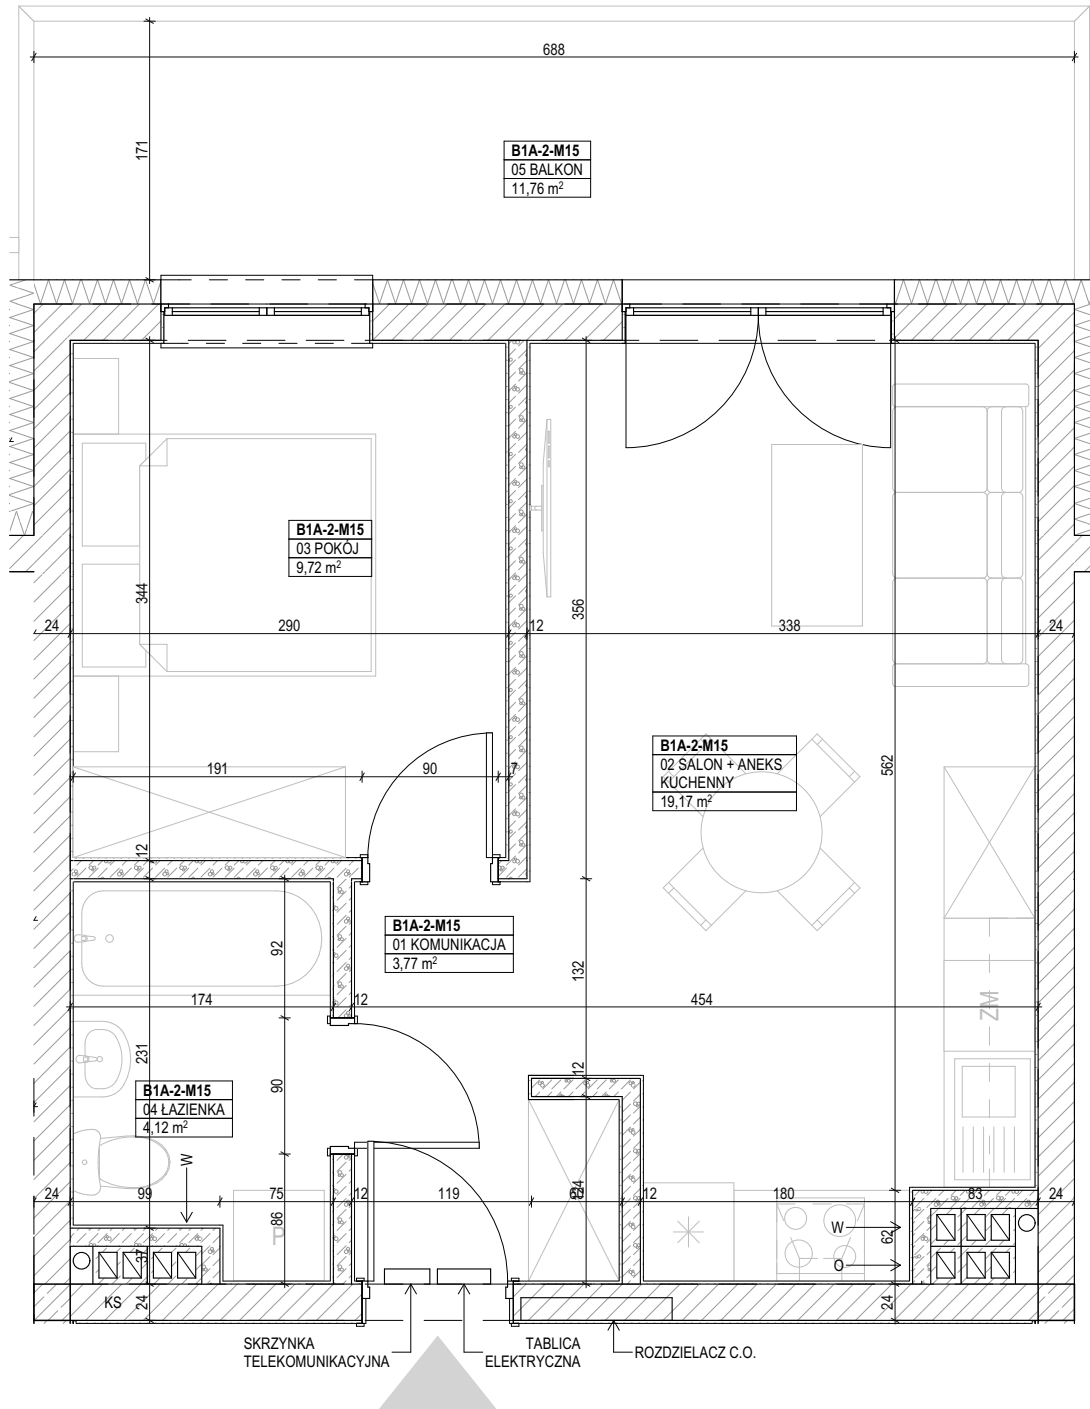 688
171
B1A-2-M15
05 BALKON
11,76 m²
B1A-2-M15
03 POKÓJ
9,72 m²
344
356
24
290
12
338
24
B1A-2-M15
02 SALON + ANEKS
KUCHENNY
19,17 m²
562
191
90
7
12
B1A-2-M15
01 KOMUNIKACJA
3,77 m²
92
132
174
12
454
ZM
231
12
90
B1A-2-M15
04 ŁAZIENKA
4,12 m²
W
24
99
75
12
119
60
124
12
180
83
24
86
P
W
62
O
37
KS
24
24
SKRZYNKA
TELEKOMUNIKACYJNA
TABLICA
ELEKTRYCZNA
ROZDZIELACZ C.O.